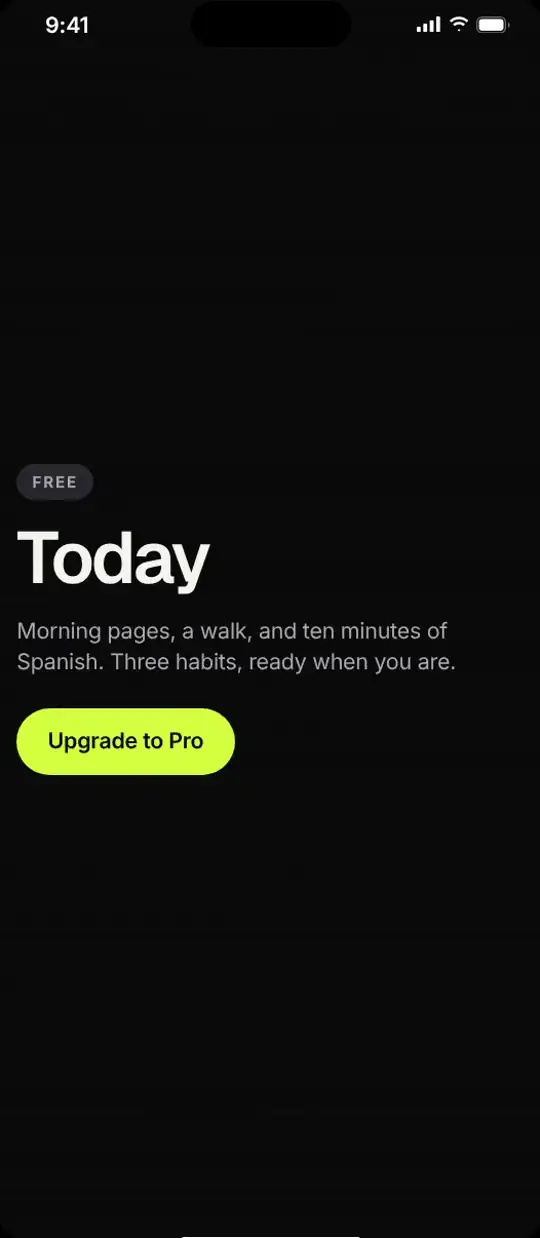 9:41
FREE
Today
Morning pages, a walk, and ten minutes of
Spanish. Three habits, ready when you are.
Upgrade to Pro